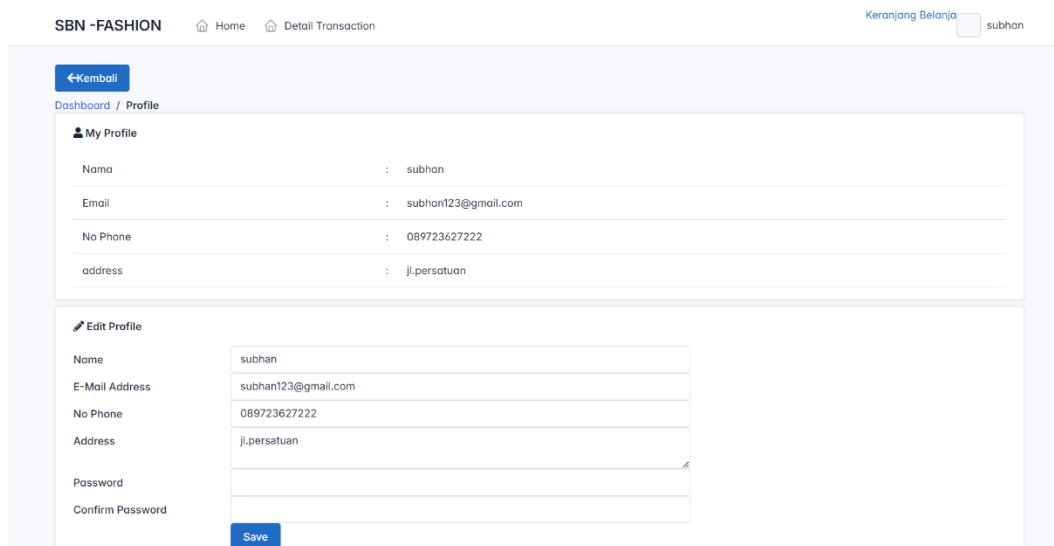 SBN -FASHION Home Detail Transaction Keranjang Belanja subhan
←Kembali
Dashboard / Profile
My Profile
Nama : subhan
Email : subhan123@gmail.com
No Phone : 089723627222
address : jl.persatuan
Edit Profile
Name subhan
E-Mail Address subhan123@gmail.com
No Phone 089723627222
Address jl.persatuan
Password
Confirm Password
Save